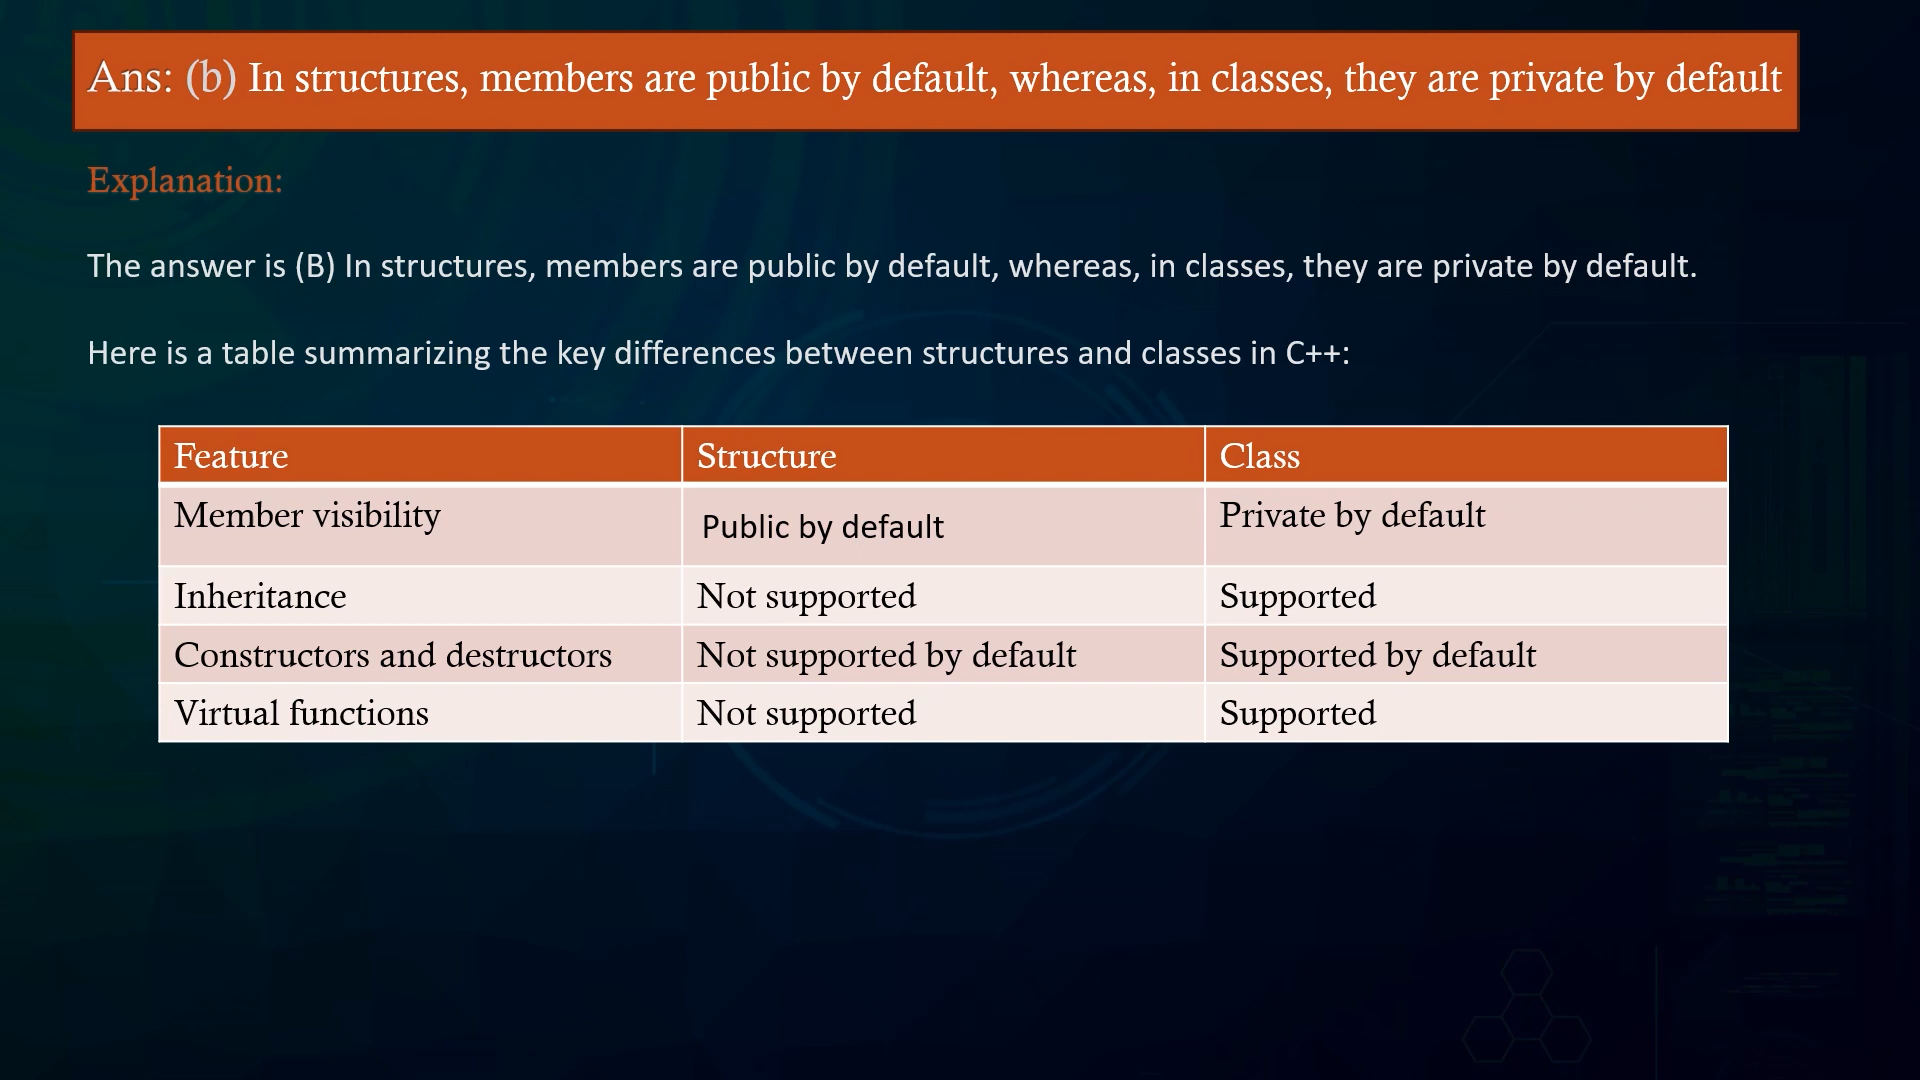 Ans: (b) In structures, members are public by default, whereas, in classes, they are private by default
Explanation:
The answer is (B) In structures, members are public by default, whereas, in classes, they are private by default.
Here is a table summarizing the key differences between structures and classes in C++:
Feature Structure Class
Member visibility Public by default Private by default
Inheritance Not supported Supported
Constructors and destructors Not supported by default Supported by default
Virtual functions Not supported Supported